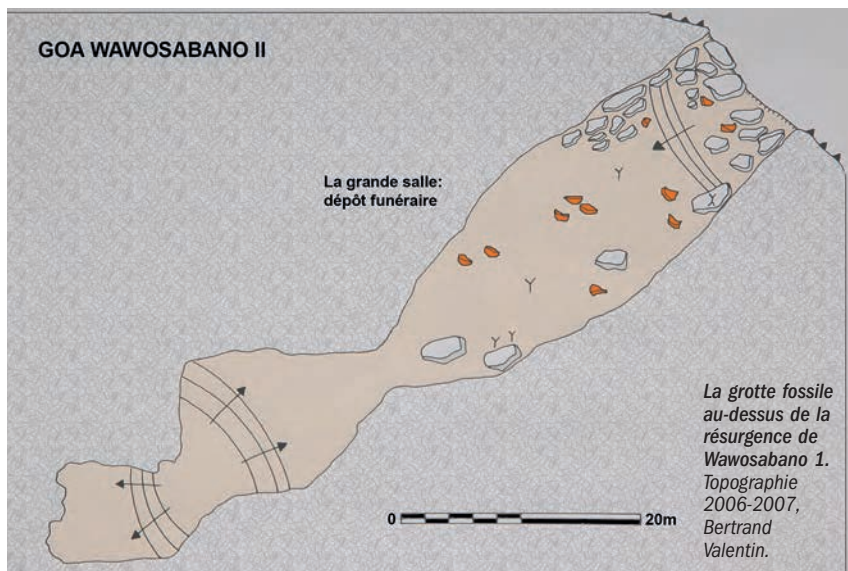 GOA WAWOSABANO II
La grande salle:
dépôt funéraire
0
20m
La grotte fossile
au-dessus de la
résurgence de
Wawosabano 1.
Topographie
2006-2007,
Bertrand
Valentin.